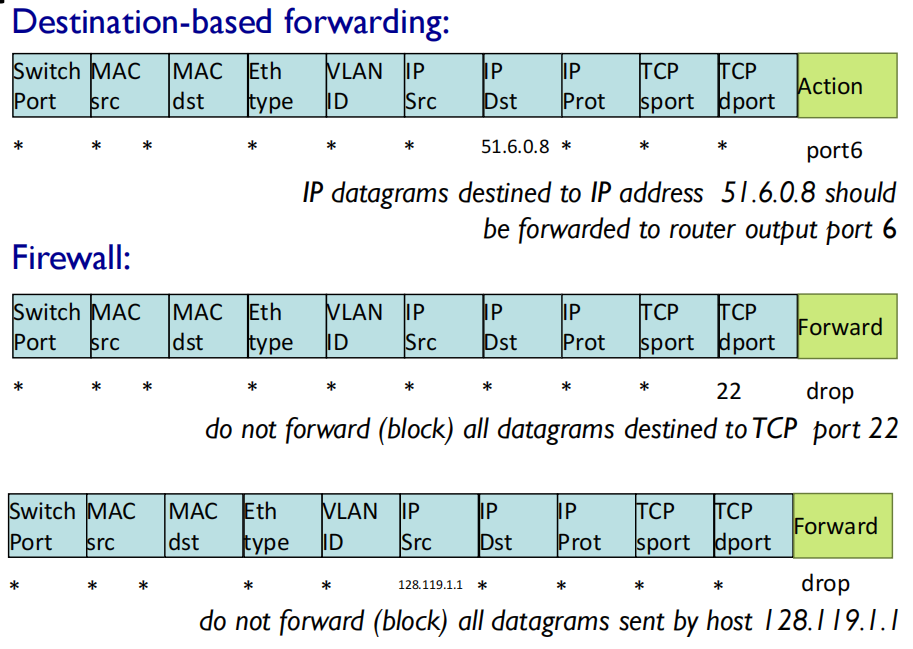 Destination-based forwarding:
Switch MAC MAC Eth VLAN IP IP IP TCP TCP Action
Port src dst type ID Src Dst Prot sport dport
* * * * * * 51.6.0.8 * * * port6
IP datagrams destined to IP address 51.6.0.8 should
be forwarded to router output port 6
Firewall:
Switch MAC MAC Eth VLAN IP IP IP TCP TCP Forward
Port src dst type ID Src Dst Prot sport dport
* * * * * * * * * 22 drop
do not forward (block) all datagrams destined to TCP port 22
Switch MAC MAC Eth VLAN IP IP IP TCP TCP Forward
Port src dst type ID Src Dst Prot sport dport
* * * * * 128.119.1.1 * * * * drop
do not forward (block) all datagrams sent by host 128.119.1.1